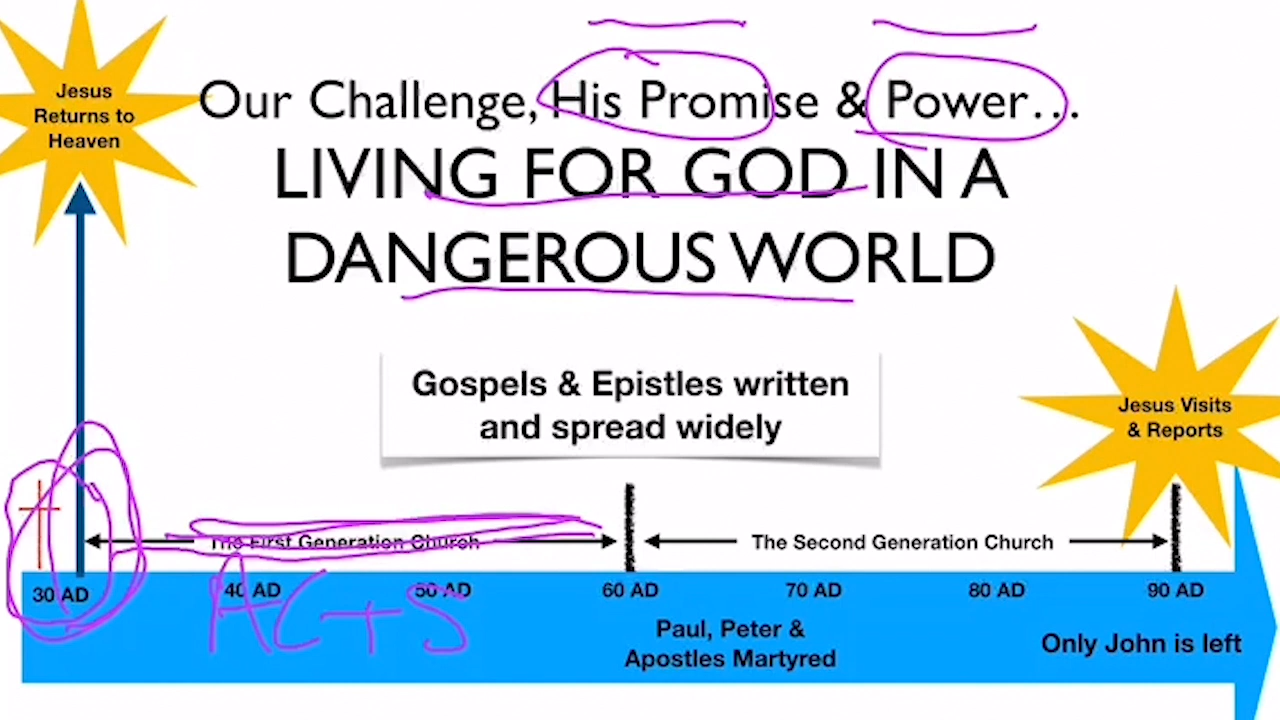 Jesus
Returns to
Heaven
Our Challenge, His Promise & Power...
LIVING FOR GOD IN A
DANGEROUS WORLD
Gospels & Epistles written
and spread widely
Jesus Visits
& Reports
The First Generation Church
The Second Generation Church
30 AD 40 AD 50 AD 60 AD 70 AD 80 AD 90 AD
ACTS
Paul, Peter &
Apostles Martyred
Only John is left